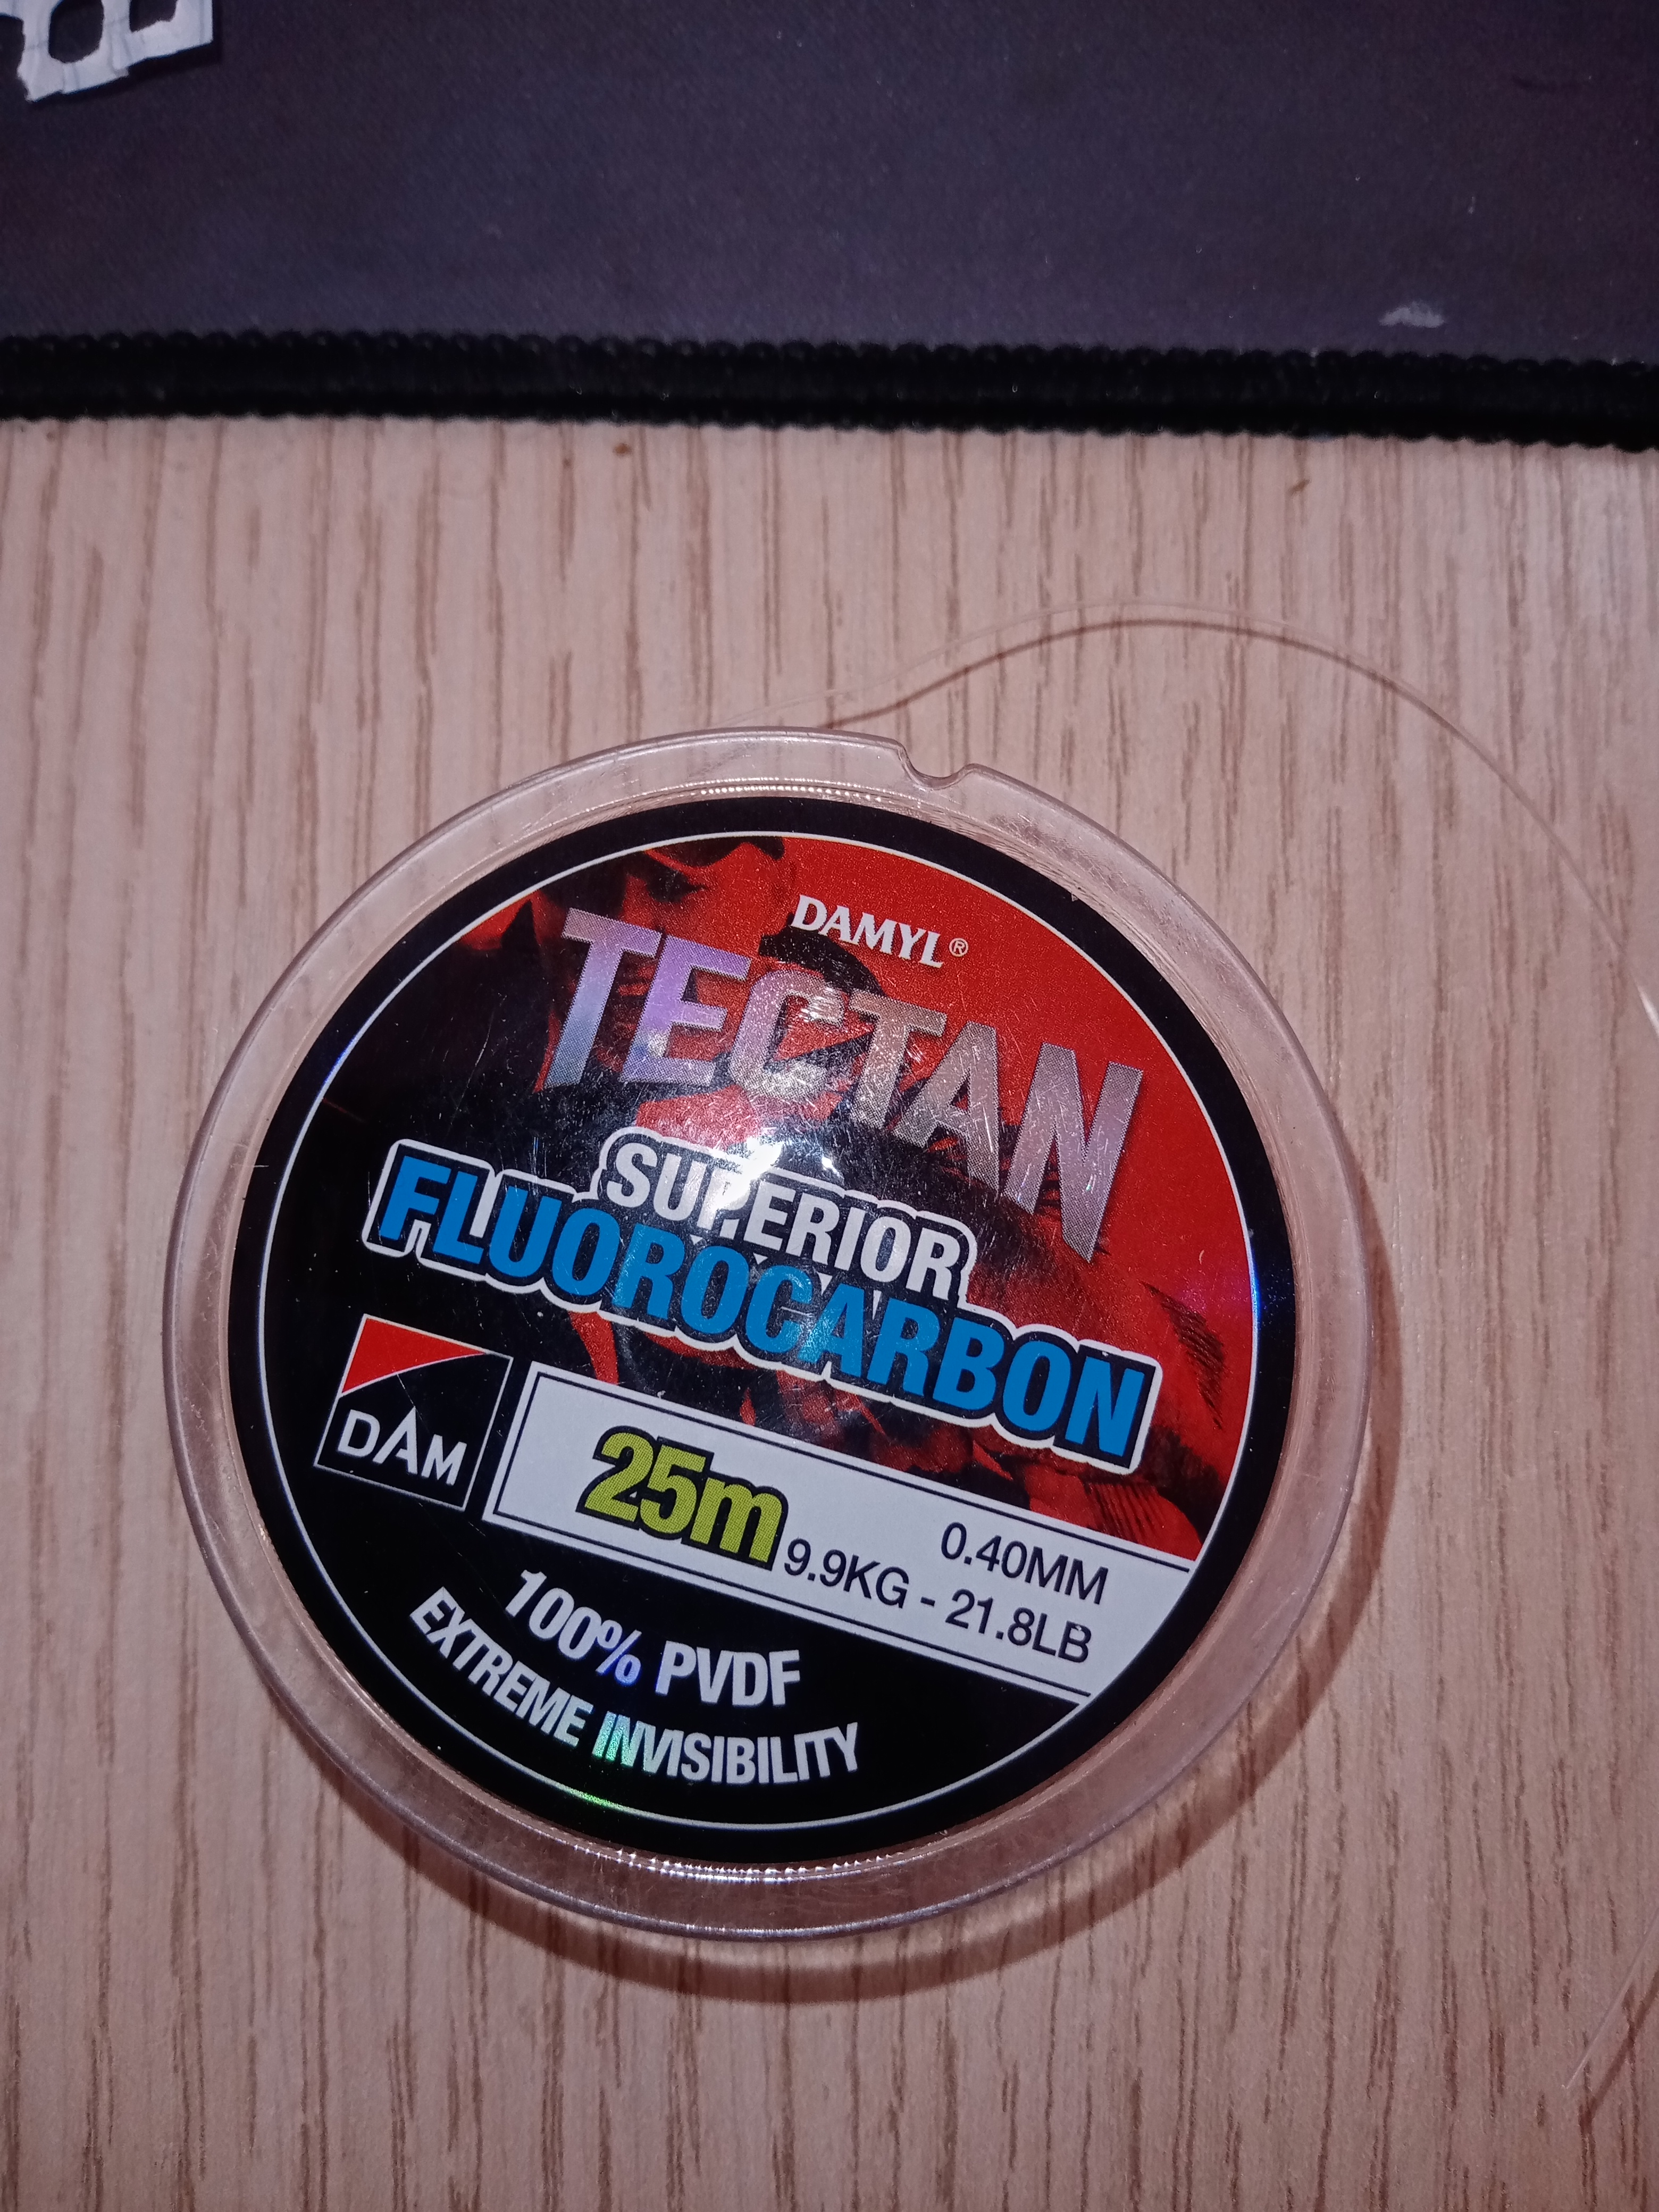 DAMYL®
TECTAN
SUPERIOR
FLUOROCARBON
DAM
25m
0.40MM
9.9KG - 21.8LB
100% PVDF
EXTREME INVISIBILITY